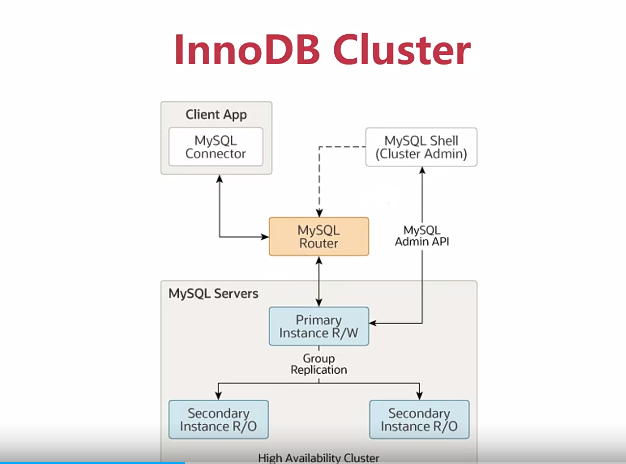 InnoDB Cluster
Client App
MySQL
Connector
MySQL Shell
(Cluster Admin)
MySQL
Router
MySQL
Admin API
MySQL Servers
Primary
Instance R/W
Group
Replication
Secondary
Instance R/O
Secondary
Instance R/O
High Availability Cluster